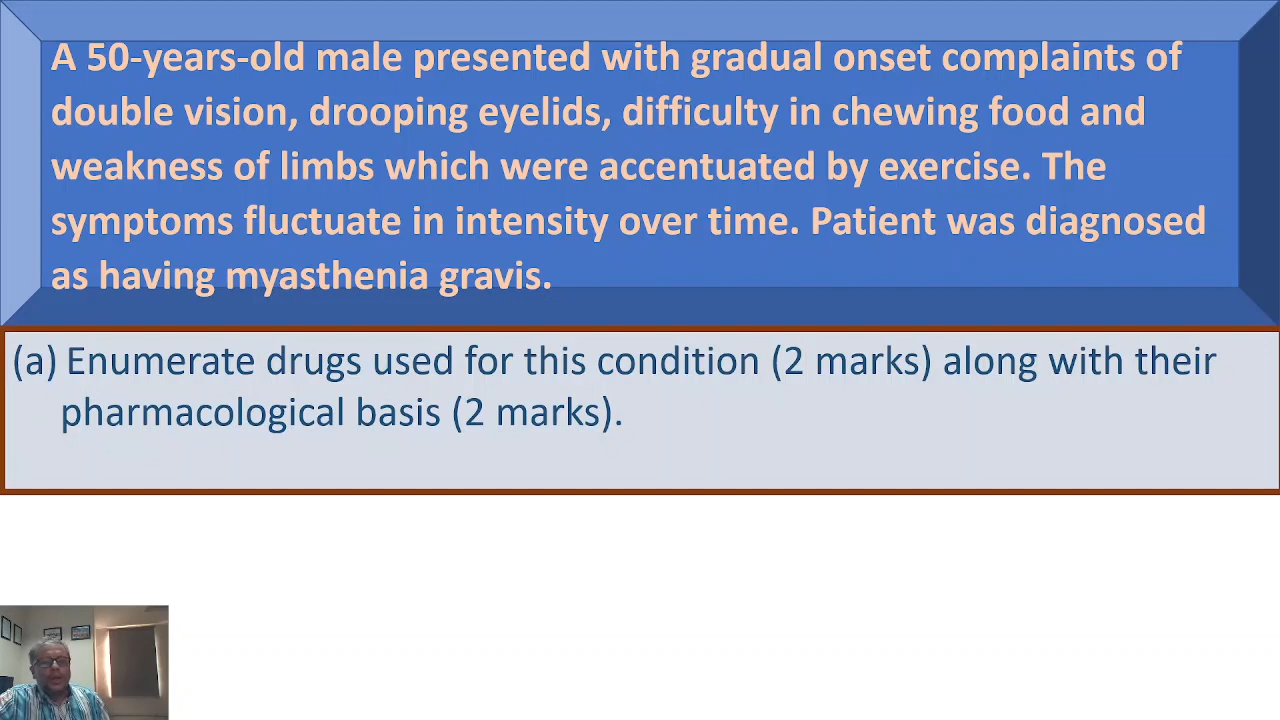 A 50-years-old male presented with gradual onset complaints of
double vision, drooping eyelids, difficulty in chewing food and
weakness of limbs which were accentuated by exercise. The
symptoms fluctuate in intensity over time. Patient was diagnosed
as having myasthenia gravis.
(a) Enumerate drugs used for this condition (2 marks) along with their
pharmacological basis (2 marks).